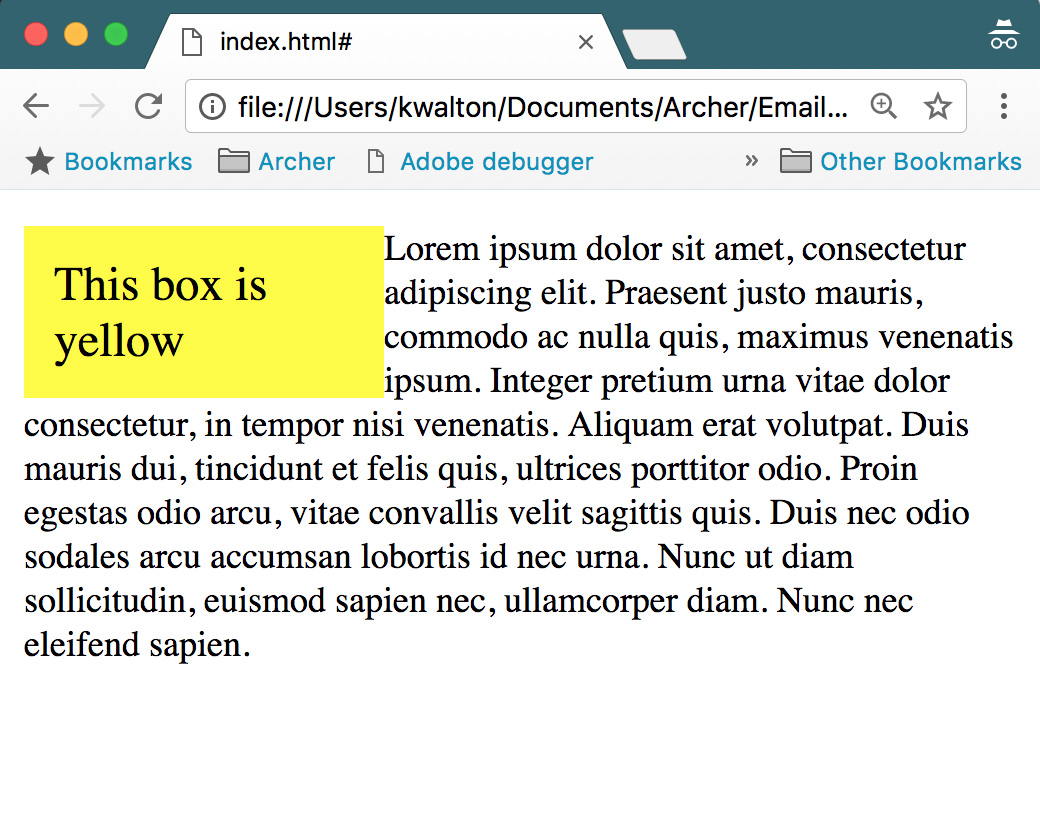 index.html#
file:///Users/kwalton/Documents/Archer/Email...
Bookmarks Archer Adobe debugger » Other Bookmarks
This box is
yellow
Lorem ipsum dolor sit amet, consectetur
adipiscing elit. Praesent justo mauris,
commodo ac nulla quis, maximus venenatis
ipsum. Integer pretium urna vitae dolor
consectetur, in tempor nisi venenatis. Aliquam erat volutpat. Duis
mauris dui, tincidunt et felis quis, ultrices porttitor odio. Proin
egestas odio arcu, vitae convallis velit sagittis quis. Duis nec odio
sodales arcu accumsan lobortis id nec urna. Nunc ut diam
sollicitudin, euismod sapien nec, ullamcorper diam. Nunc nec
eleifend sapien.